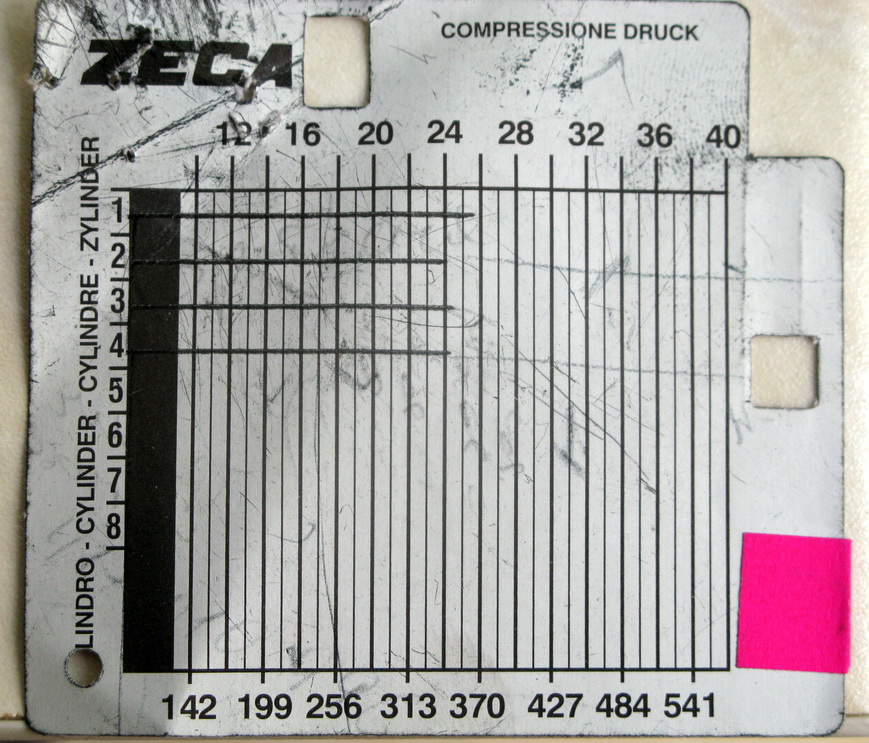 ZECA
COMPRESSIONE DRUCK
12 16 20 24 28 32 36 40
LINDRO - CYLINDER - CYLINDRE - ZYLINDER
1
2
3
4
5
6
7
8
142 199 256 313 370 427 484 541